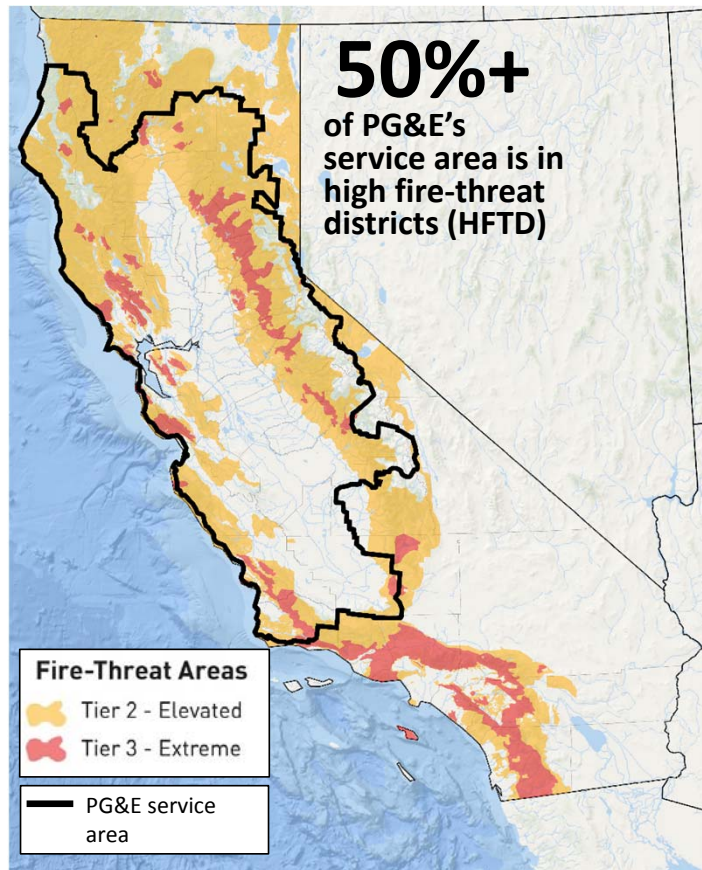 50%+
of PG&E’s
service area is in
high fire-threat
districts (HFTD)
Fire-Threat Areas
Tier 2 - Elevated
Tier 3 - Extreme
PG&E service
area